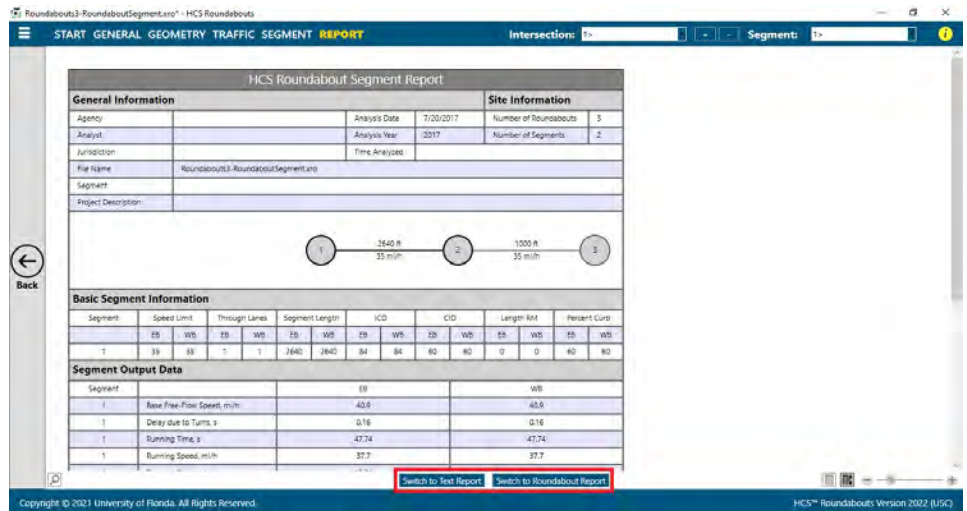 Roundabouts3-RoundaboutSegment.xro* - HCS Roundabouts
START GENERAL GEOMETRY TRAFFIC SEGMENT REPORT Intersection: 1> + - Segment: 1>
HCS Roundabout Segment Report
General Information Site Information
Agency Analysis Date 7/20/2017 Number of Roundabouts 3
Analyst Analysis Year 2017 Number of Segments 2
Jurisdiction Time Analyzed
File Name Roundabouts3-RoundaboutSegment.xro
Segment
Project Description
1 2640 ft 2 1000 ft 3
35 mi/h 35 mi/h
Back
Basic Segment Information
Segment Speed Limit Through Lanes Segment Length ICD CID Length RM Percent Curb
EB WB EB WB EB WB EB WB EB WB EB WB EB WB
1 35 35 1 1 2640 2640 84 84 60 60 0 0 60 60
Segment Output Data
Segment EB WB
1 Base Free-Flow Speed, mi/h 40.9 40.9
1 Delay due to Turns, s 0.16 0.16
1 Running Time, s 47.74 47.74
1 Running Speed, mi/h 37.7 37.7
Switch to Text Report Switch to Roundabout Report
Copyright © 2021 University of Florida. All Rights Reserved. HCS™ Roundabouts Version 2022 (USC)